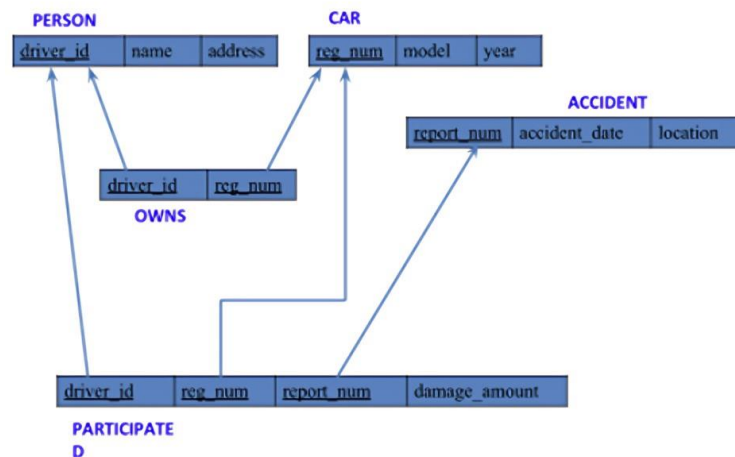 PERSON
driver_id name address
CAR
reg_num model year
ACCIDENT
report_num accident_date location
driver_id reg_num
OWNS
driver_id reg_num report_num damage_amount
PARTICIPATE
D